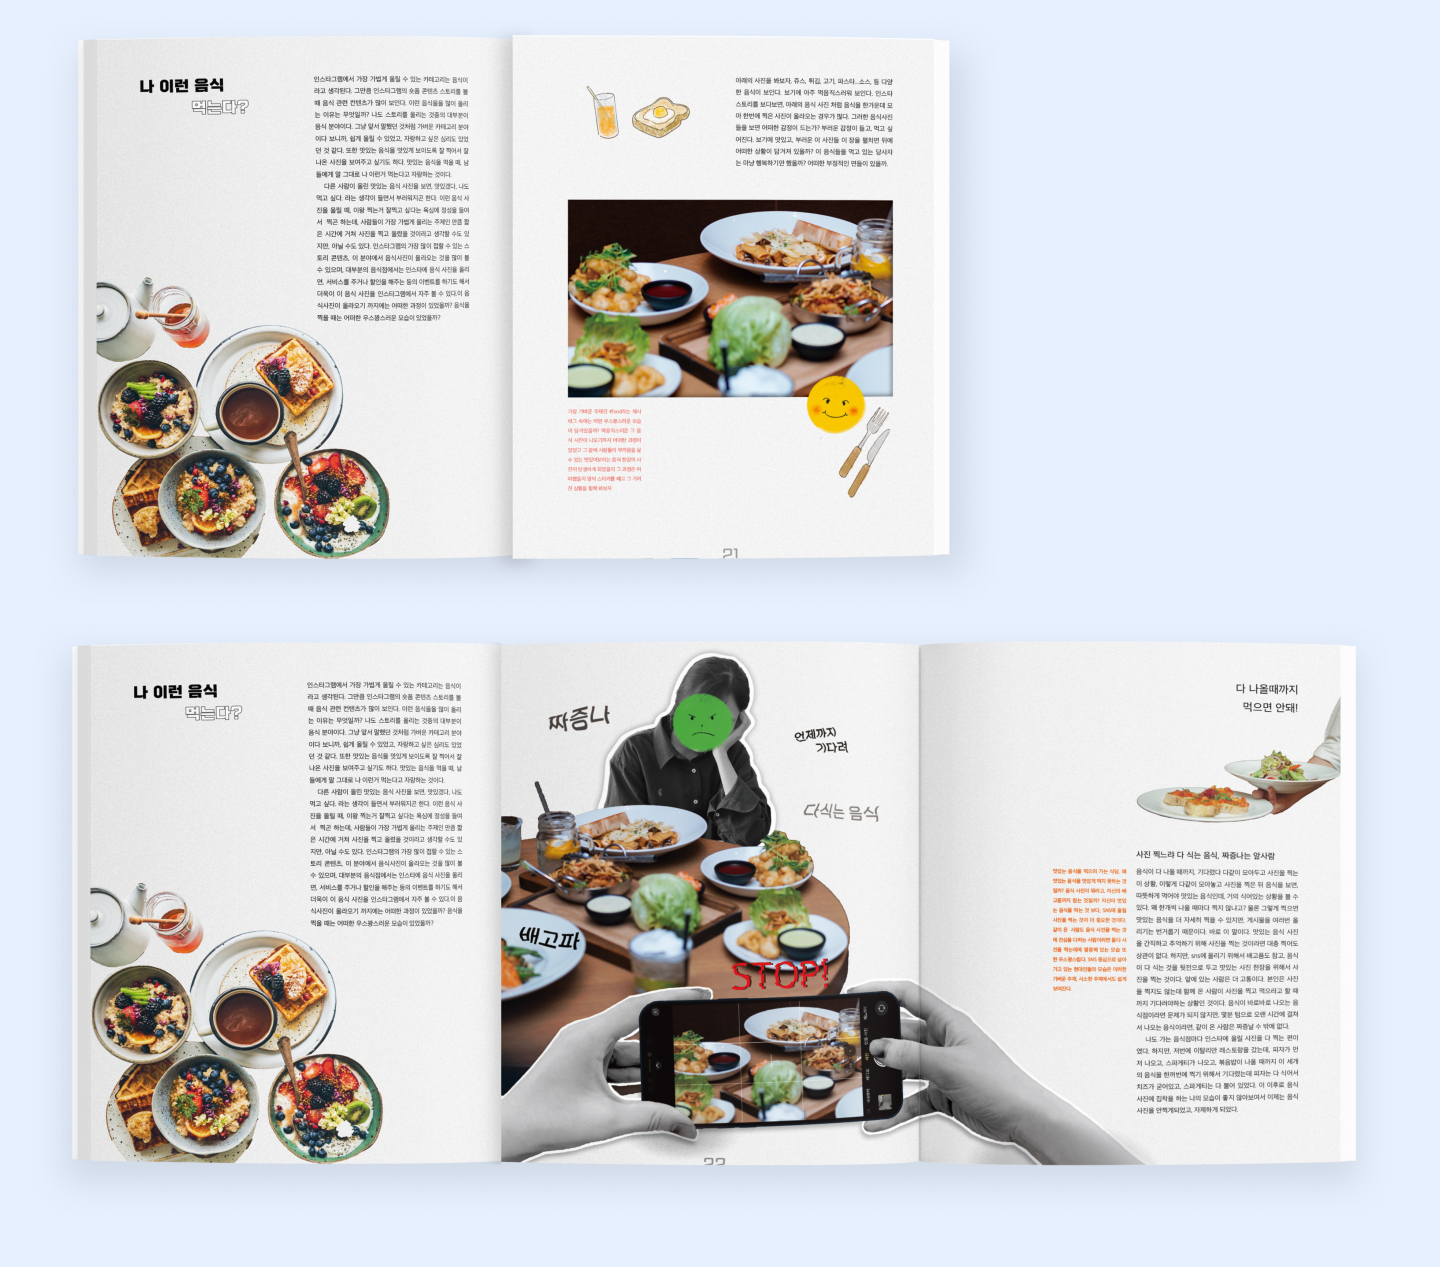 나 이런 음식
먹는다?
인스타그램에서 가장 가볍게 올릴 수 있는 카테고리는 음식이
라고 생각된다. 그만큼 인스타그램의 숏폼 콘텐츠 스토리를 볼
때 음식 관련 컨텐츠가 많이 보인다. 이런 음식들을 많이 올리
는 이유는 무엇일까? 나도 스토리를 올리는 것중의 대부분이
음식 분야이다. 그냥 앞서 말했던 것처럼 가벼운 카테고리 분야
이다 보니까, 쉽게 올릴 수 있었고, 자랑하고 싶은 심리도 있었
던 것 같다. 또한 맛있는 음식을 맛있게 보이도록 잘 찍어서 잘
나온 사진을 보여주고 싶기도 하다. 맛있는 음식을 먹을 때, 남
들에게 말 그대로 나 이런거 먹는다고 자랑하는 것이다.
다른 사람이 올린 맛있는 음식 사진을 보면, 맛있겠다, 나도
먹고 싶다. 라는 생각이 들면서 부러워지곤 한다. 이런 음식 사
진을 올릴 때, 이왕 찍는거 잘찍고 싶다는 욕심에 정성을 들여
서 찍곤 하는데, 사람들이 가장 가볍게 올리는 주제인 만큼 짧
은 시간에 거쳐 사진을 찍고 올렸을 것이라고 생각할 수도 있
지만, 아닐 수도 있다. 인스타그램의 가장 많이 접할 수 있는 스
토리 콘텐츠, 이 분야에서 음식사진이 올라오는 것을 많이 볼
수 있으며, 대부분의 음식점에서는 인스타에 음식 사진을 올리
면, 서비스를 주거나 할인을 해주는 등의 이벤트를 하기도 해서
더욱이 이 음식 사진을 인스타그램에서 자주 볼 수 있다.이 음
식사진이 올라오기 까지에는 어떠한 과정이 있었을까? 음식을
찍을 때는 어떠한 우스꽝스러운 모습이 있었을까?
아래의 사진을 봐보자, 쥬스, 튀김, 고기, 파스타...소스, 등 다양
한 음식이 보인다. 보기에 아주 먹음직스러워 보인다. 인스타
스토리를 보다보면, 아래의 음식 사진 처럼 음식을 한가운데 모
아 한번에 찍은 사진이 올라오는 경우가 많다. 그러한 음식사진
들을 보면 어떠한 감정이 드는가? 부러운 감정이 들고, 먹고 싶
어진다. 보기에 맛있고, 부러운 이 사진들 이 장을 펼치면 뒤에
어떠한 상황이 담겨져 있을까? 이 음식들을 먹고 있는 당사자
는 마냥 행복하기만 했을까? 어떠한 부정적인 면들이 있을까.
21
나 이런 음식
먹는다?
인스타그램에서 가장 가볍게 올릴 수 있는 카테고리는 음식이
라고 생각된다. 그만큼 인스타그램의 숏폼 콘텐츠 스토리를 볼
때 음식 관련 컨텐츠가 많이 보인다. 이런 음식들을 많이 올리
는 이유는 무엇일까? 나도 스토리를 올리는 것중의 대부분이
음식 분야이다. 그냥 앞서 말했던 것처럼 가벼운 카테고리 분야
이다 보니까, 쉽게 올릴 수 있었고, 자랑하고 싶은 심리도 있었
던 것 같다. 또한 맛있는 음식을 맛있게 보이도록 잘 찍어서 잘
나온 사진을 보여주고 싶기도 하다. 맛있는 음식을 먹을 때, 남
들에게 말 그대로 나 이런거 먹는다고 자랑하는 것이다.
다른 사람이 올린 맛있는 음식 사진을 보면, 맛있겠다, 나도
먹고 싶다. 라는 생각이 들면서 부러워지곤 한다. 이런 음식 사
진을 올릴 때, 이왕 찍는거 잘찍고 싶다는 욕심에 정성을 들여
서 찍곤 하는데, 사람들이 가장 가볍게 올리는 주제인 만큼 짧
은 시간에 거쳐 사진을 찍고 올렸을 것이라고 생각할 수도 있
지만, 아닐 수도 있다. 인스타그램의 가장 많이 접할 수 있는 스
토리 콘텐츠, 이 분야에서 음식사진이 올라오는 것을 많이 볼
수 있으며, 대부분의 음식점에서는 인스타에 음식 사진을 올리
면, 서비스를 주거나 할인을 해주는 등의 이벤트를 하기도 해서
더욱이 이 음식 사진을 인스타그램에서 자주 볼 수 있다.이 음
식사진이 올라오기 까지에는 어떠한 과정이 있었을까? 음식을
찍을 때는 어떠한 우스꽝스러운 모습이 있었을까?
짜증나
언제까지
기다려
다식는 음식
배고파
STOP!
22
다 나올때까지
먹으면 안돼!
사진 찍느라 다 식는 음식, 짜증나는 앞사람
음식이 다 나올 때까지, 기다렸다 다같이 모아두고 사진을 찍는
이 상황, 이렇게 다같이 모아놓고 사진을 찍은 뒤 음식을 보면,
따뜻하게 먹어야 맛있는 음식인데, 거의 식어있는 상황을 볼 수
있다. 왜 한개씩 나올 때마다 찍지 않냐고? 물론 그렇게 찍으면
맛있는 음식을 더 자세히 찍을 수 있지만, 게시물을 여러번 올
리기는 번거롭기 때문이다. 바로 이 말이다. 맛있는 음식 사진
을 간직하고 추억하기 위해 사진을 찍는 것이라면 대충 찍어도
상관이 없다. 하지만, sns에 올리기 위해서 배고픔도 참고, 음식
이 다 식는 것을 뒷전으로 두고 맛있는 사진 한장을 위해서 사
진을 찍는 것이다. 앞에 있는 사람은 더 고통이다. 본인은 사진
을 찍지도 않는데 함께 온 사람이 사진을 찍고 먹으라고 할 때
까지 기다려야하는 상황인 것이다. 음식이 바로바로 나오는 음
식점이라면 문제가 되지 않지만, 몇분 텀으로 오랜 시간에 걸쳐
서 나오는 음식이라면, 같이 온 사람은 짜증날 수 밖에 없다.
나도 가는 음식점마다 인스타에 올릴 사진을 다 찍는 편이
였다. 하지만, 저번에 이탈리안 레스토랑을 갔는데, 피자가 먼
저 나오고, 스파게티가 나오고, 볶음밥이 나올 때까지 이 세개
의 음식을 한꺼번에 찍기 위해서 기다렸는데 피자는 다 식어서
치즈가 굳어있고, 스파게티는 다 불어 있었다. 이 이후로 음식
사진에 집착을 하는 나의 모습이 좋지 않아보여서 이제는 음식
사진을 안찍게되었고, 자제하게 되었다.